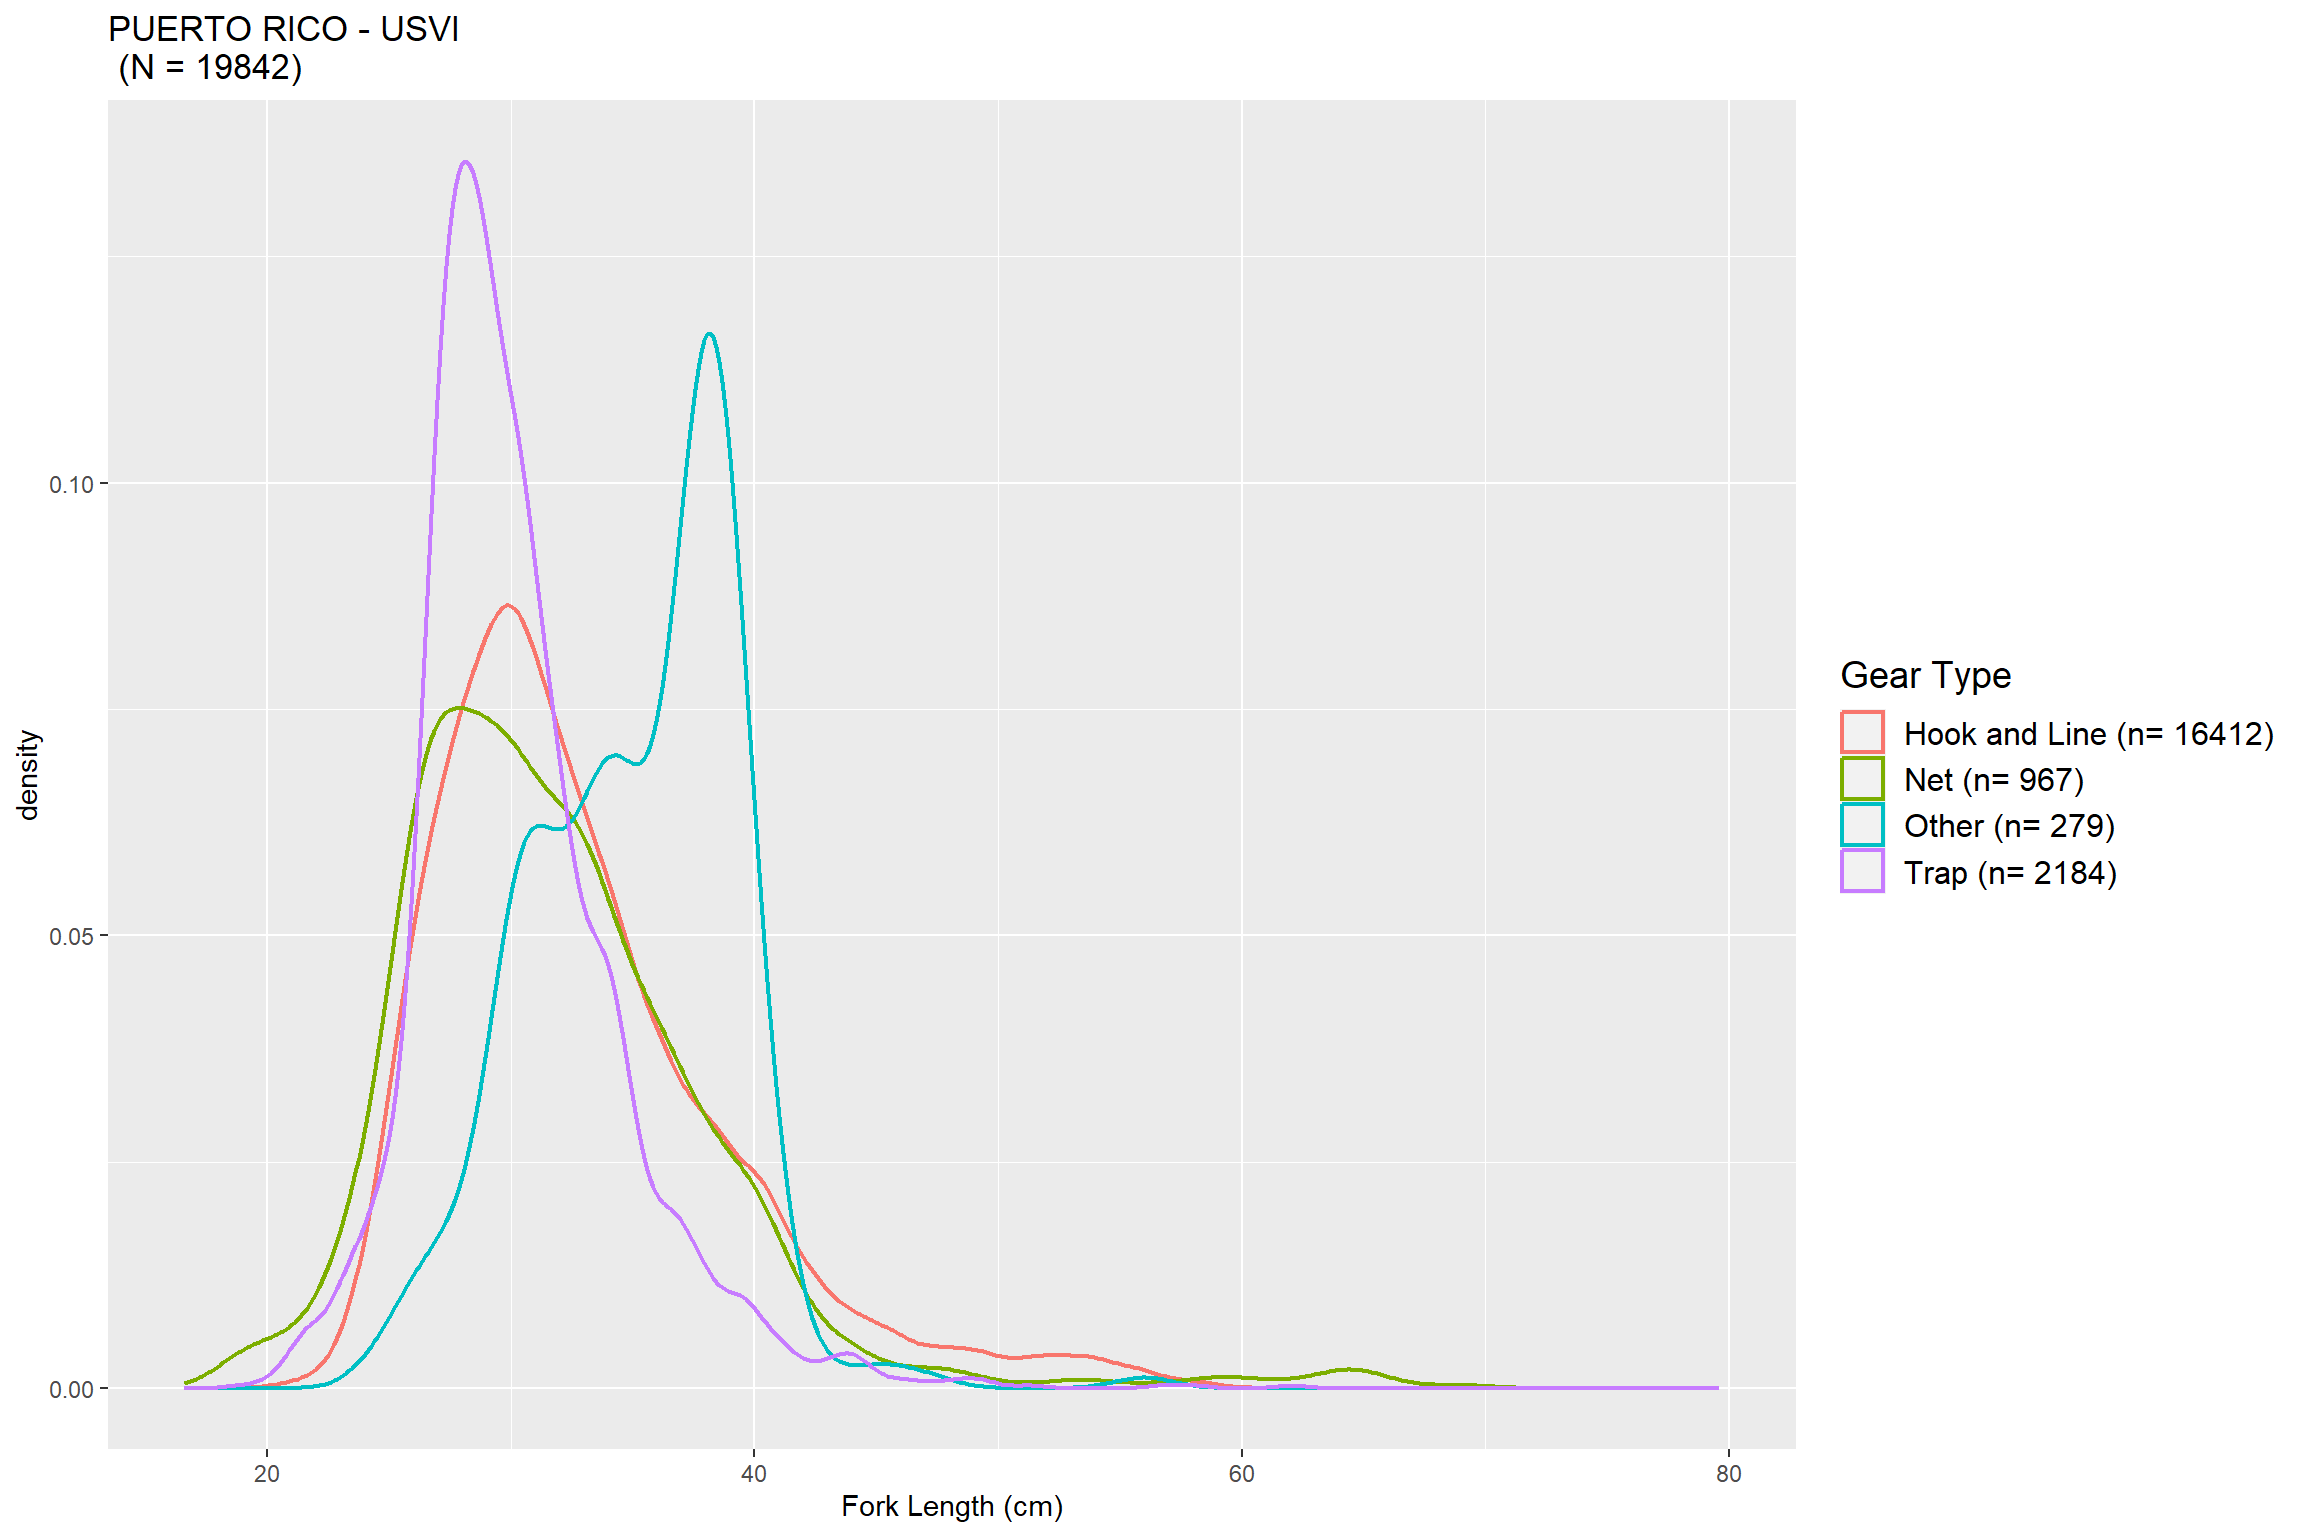 PUERTO RICO - USVI
(N = 19842)
density
0.10
0.05
0.00
20
40
60
80
Fork Length (cm)
Gear Type
Hook and Line (n= 16412)
Net (n= 967)
Other (n= 279)
Trap (n= 2184)